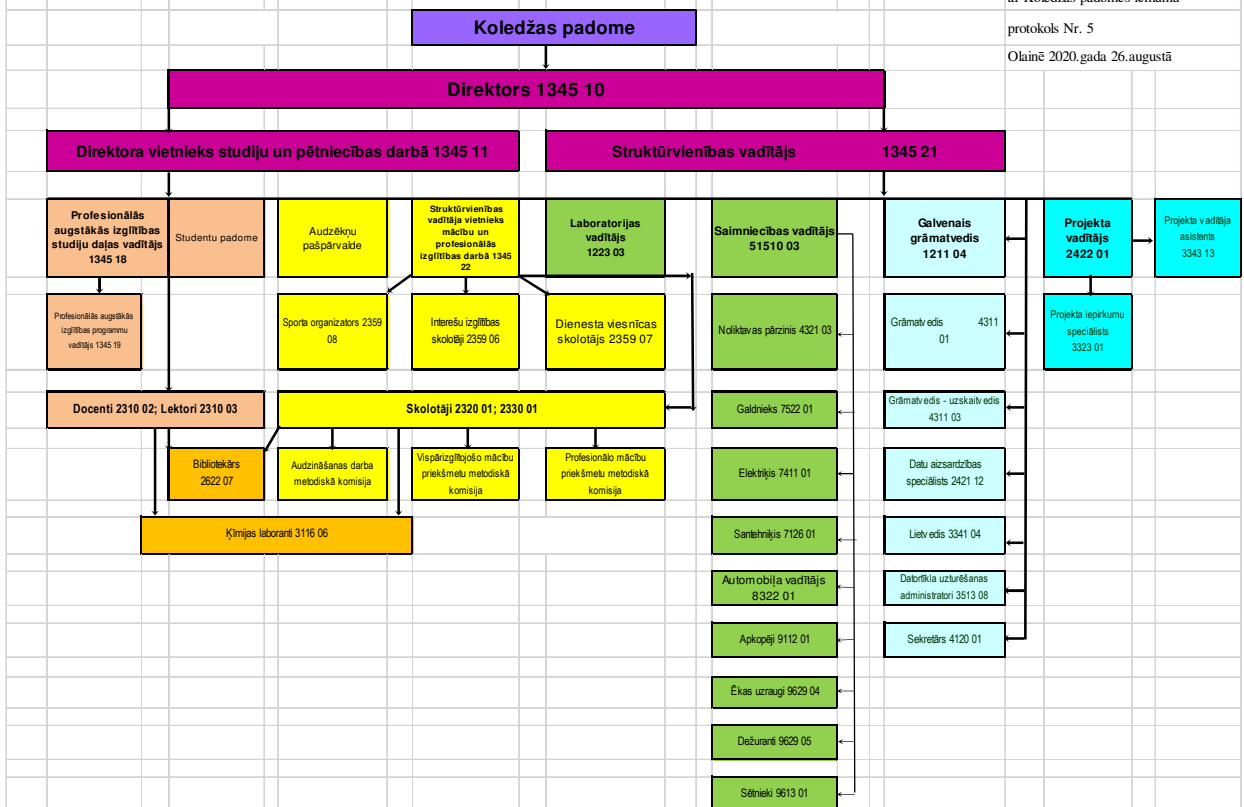 ar Koledžas padomes lēmumu
protokols Nr. 5
Olainē 2020.gada 26.augustā
Koledžas padome
Direktors 1345 10
Direktora vietnieks studiju un pētniecības darbā 1345 11
Struktūrvienības vadītājs 1345 21
Profesionālās
augstākās izglītības
studiju daļas vadītājs
1345 18
Studentu padome
Audzēkņu
pašpārvalde
Struktūrvienības
vadītāja vietnieks
mācību un
profesionālās
izglītības darbā 1345
22
Laboratorijas
vadītājs
1223 03
Saimniecības vadītājs
51510 03
Galvenais
grāmatvedis
1211 04
Projekta
vadītājs
2422 01
Projekta vadītāja
asistents
3343 13
Profesionālās augstākās
izglītības programmu
vadītājs 1345 19
Sporta organizators 2359
08
Interešu izglītības
skolotāji 2359 06
Dienesta viesnīcas
skolotājs 2359 07
Noliktavas pārzinis 4321 03
Grāmatvedis 4311
01
Projekta iepirkumu
speciālists
3323 01
Docenti 2310 02; Lektori 2310 03
Skolotāji 2320 01; 2330 01
Galdnieks 7522 01
Grāmatvedis - uzskaitvedis
4311 03
Bibliotekārs
2622 07
Audzināšanas darba
metodiskā komisija
Vispārizglītojošo mācību
priekšmetu metodiskā
komisija
Profesionālo mācību
priekšmetu metodiskā
komisija
Elektriķis 7411 01
Datu aizsardzības
speciālists 2421 12
Ķīmijas laboranti 3116 06
Santehniķis 7126 01
Lietvedis 3341 04
Automobiļa vadītājs
8322 01
Datortīkla uzturēšanas
administratori 3513 08
Apkopēji 9112 01
Sekretārs 4120 01
Ēkas uzraugi 9629 04
Dežuranti 9629 05
Sētnieki 9613 01